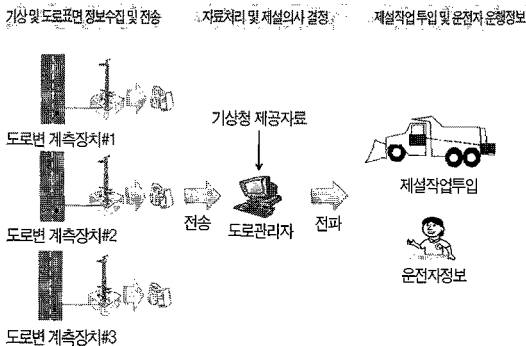 기상 및 도로표면 정보수집 및 전송
자료처리 및 제설의사 결정
제설작업 투입 및 운전자 운행정보
도로변 계측장치#1
도로변 계측장치#2
도로변 계측장치#3
전송
기상청 제공자료
도로관리자
전파
제설작업투입
운전자정보